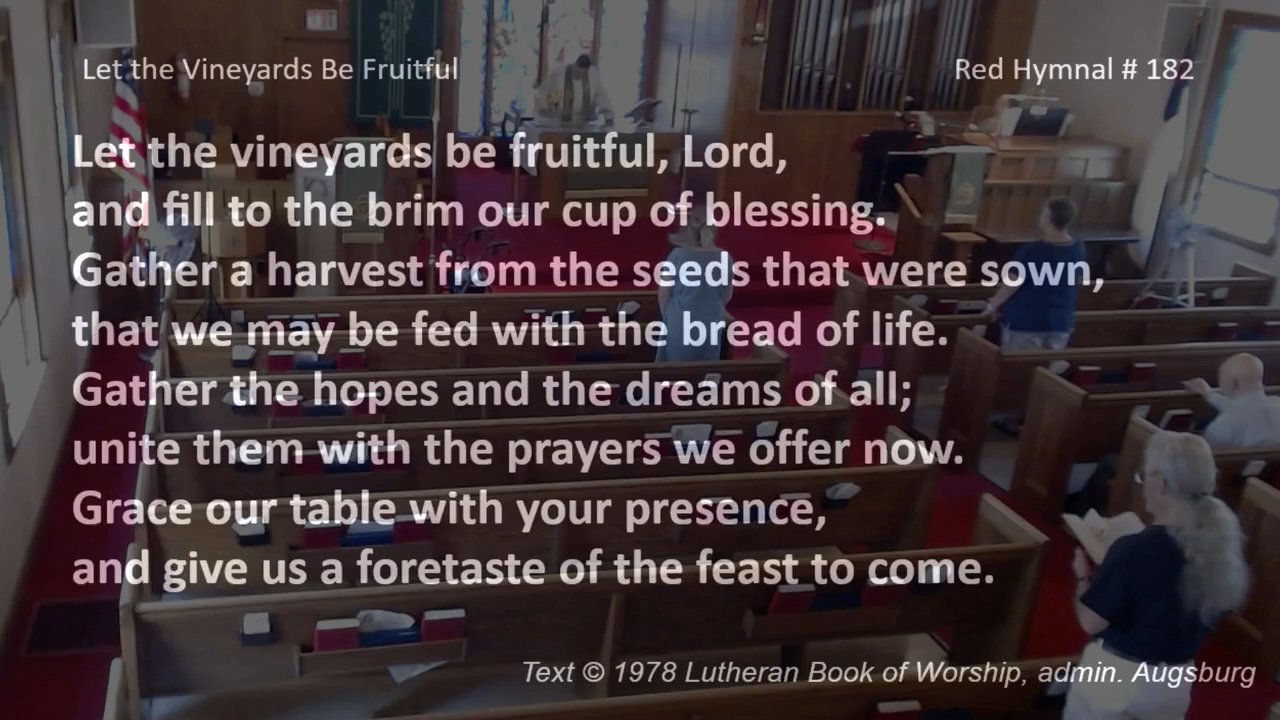 Let the Vineyards Be Fruitful
Red Hymnal # 182
Let the vineyards be fruitful, Lord,
and fill to the brim our cup of blessing.
Gather a harvest from the seeds that were sown,
that we may be fed with the bread of life.
Gather the hopes and the dreams of all;
unite them with the prayers we offer now.
Grace our table with your presence,
and give us a foretaste of the feast to come.
Text © 1978 Lutheran Book of Worship, admin. Augsburg